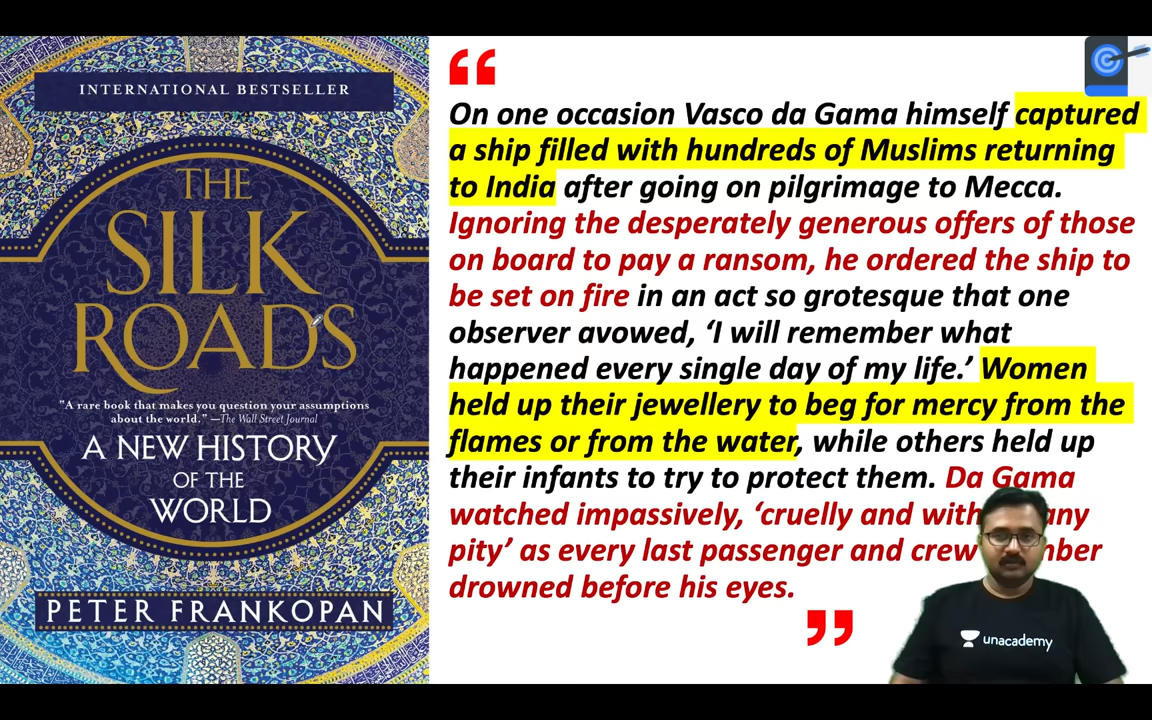 INTERNATIONAL BESTSELLER
THE
SILK
ROADS
"A rare book that makes you question your assumptions
about the world." —The Wall Street Journal
A NEW HISTORY
OF THE
WORLD
PETER FRANKOPAN
“
On one occasion Vasco da Gama himself captured
a ship filled with hundreds of Muslims returning
to India after going on pilgrimage to Mecca.
Ignoring the desperately generous offers of those
on board to pay a ransom, he ordered the ship to
be set on fire in an act so grotesque that one
observer avowed, ‘I will remember what
happened every single day of my life.’ Women
held up their jewellery to beg for mercy from the
flames or from the water, while others held up
their infants to try to protect them. Da Gama
watched impassively, ‘cruelly and with any
pity’ as every last passenger and crew
drowned before his eyes.
”
unacademy